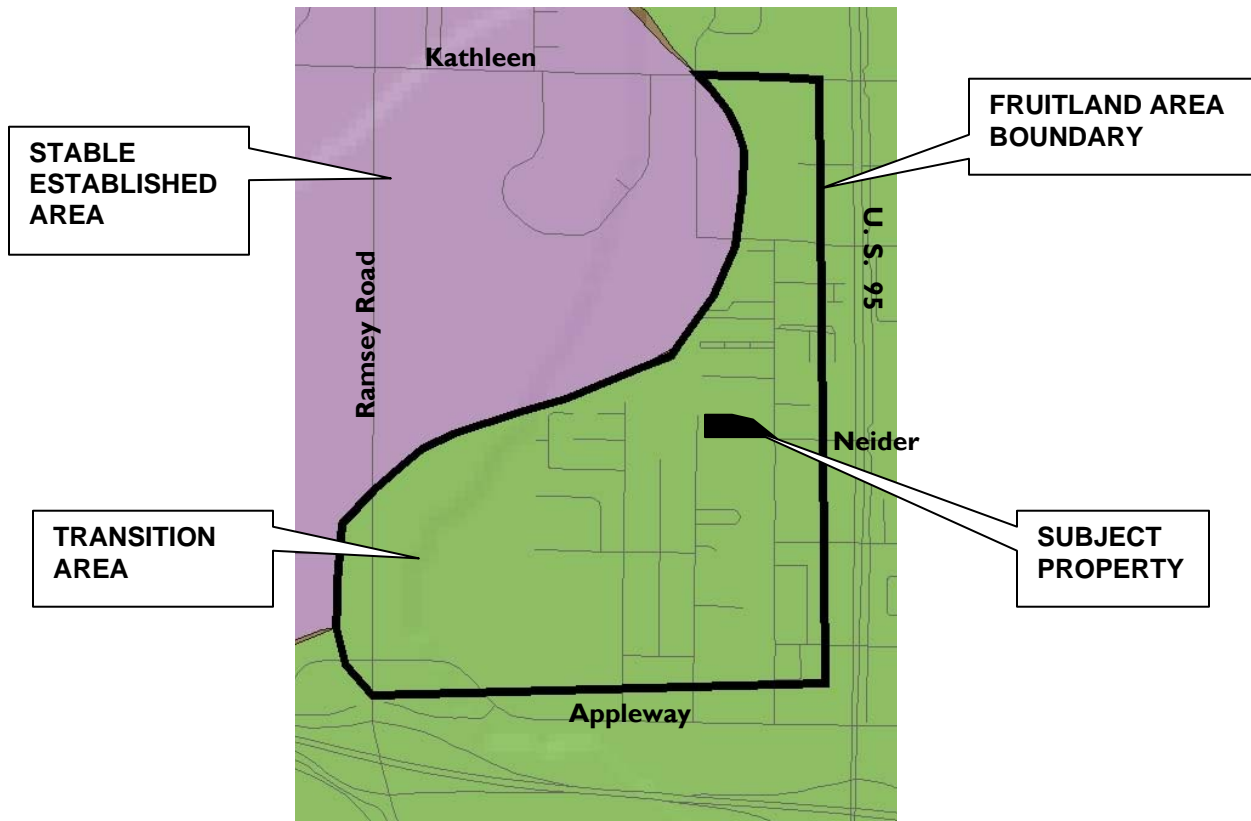 Kathleen
FRUITLAND AREA
BOUNDARY
STABLE
ESTABLISHED
AREA
U. S. 95
Ramsey Road
Neider
TRANSITION
AREA
SUBJECT
PROPERTY
Appleway